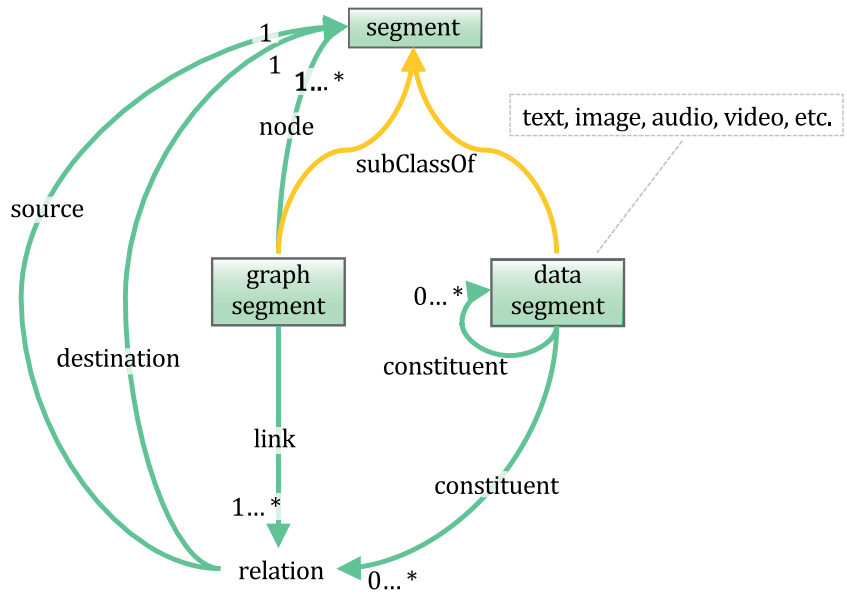 segment
1
1
1...*
node
text, image, audio, video, etc.
subClassOf
source
graph
segment
data
segment
0...*
destination
constituent
link
constituent
1...*
relation
0...*